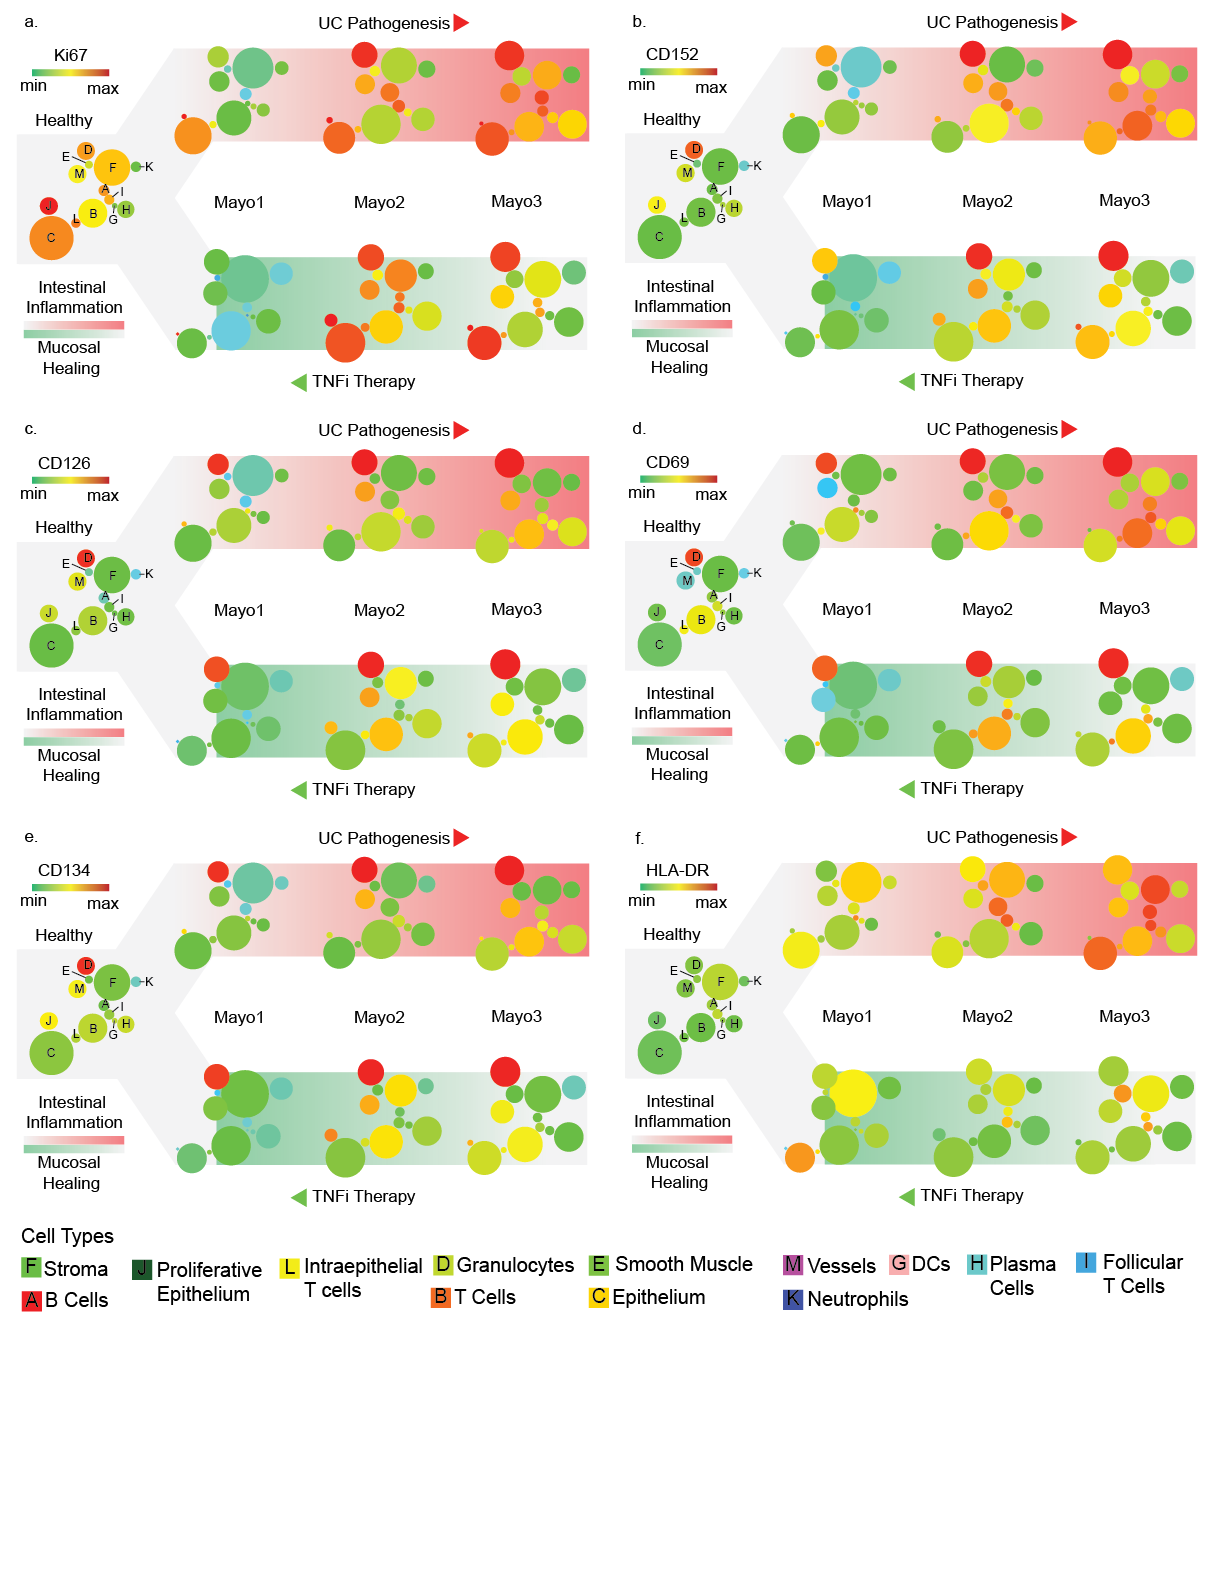 a.
UC Pathogenesis
Ki67
min
max
Healthy
D
E
F
K
M
A
I
J
L
B
H
G
C
Mayo1
Mayo2
Mayo3
Intestinal
Inflammation
Mucosal
Healing
TNFi Therapy
b.
UC Pathogenesis
CD152
min
max
Healthy
D
E
F
K
M
A
I
J
L
B
H
G
C
Mayo1
Mayo2
Mayo3
Intestinal
Inflammation
Mucosal
Healing
TNFi Therapy
c.
UC Pathogenesis
CD126
min
max
Healthy
D
E
F
K
M
A
I
J
L
B
H
G
C
Mayo1
Mayo2
Mayo3
Intestinal
Inflammation
Mucosal
Healing
TNFi Therapy
d.
UC Pathogenesis
CD69
min
max
Healthy
D
E
F
K
M
A
I
J
L
B
H
G
C
Mayo1
Mayo2
Mayo3
Intestinal
Inflammation
Mucosal
Healing
TNFi Therapy
e.
UC Pathogenesis
CD134
min
max
Healthy
D
E
F
K
M
A
I
J
L
B
H
G
C
Mayo1
Mayo2
Mayo3
Intestinal
Inflammation
Mucosal
Healing
TNFi Therapy
f.
UC Pathogenesis
HLA-DR
min
max
Healthy
D
E
F
K
M
A
I
J
L
B
H
G
C
Mayo1
Mayo2
Mayo3
Intestinal
Inflammation
Mucosal
Healing
TNFi Therapy
Cell Types
F Stroma
A B Cells
J Proliferative
Epithelium
L Intraepithelial
T cells
D Granulocytes
B T Cells
E Smooth Muscle
C Epithelium
M Vessels
K Neutrophils
G DCs
H Plasma
Cells
I Follicular
T Cells